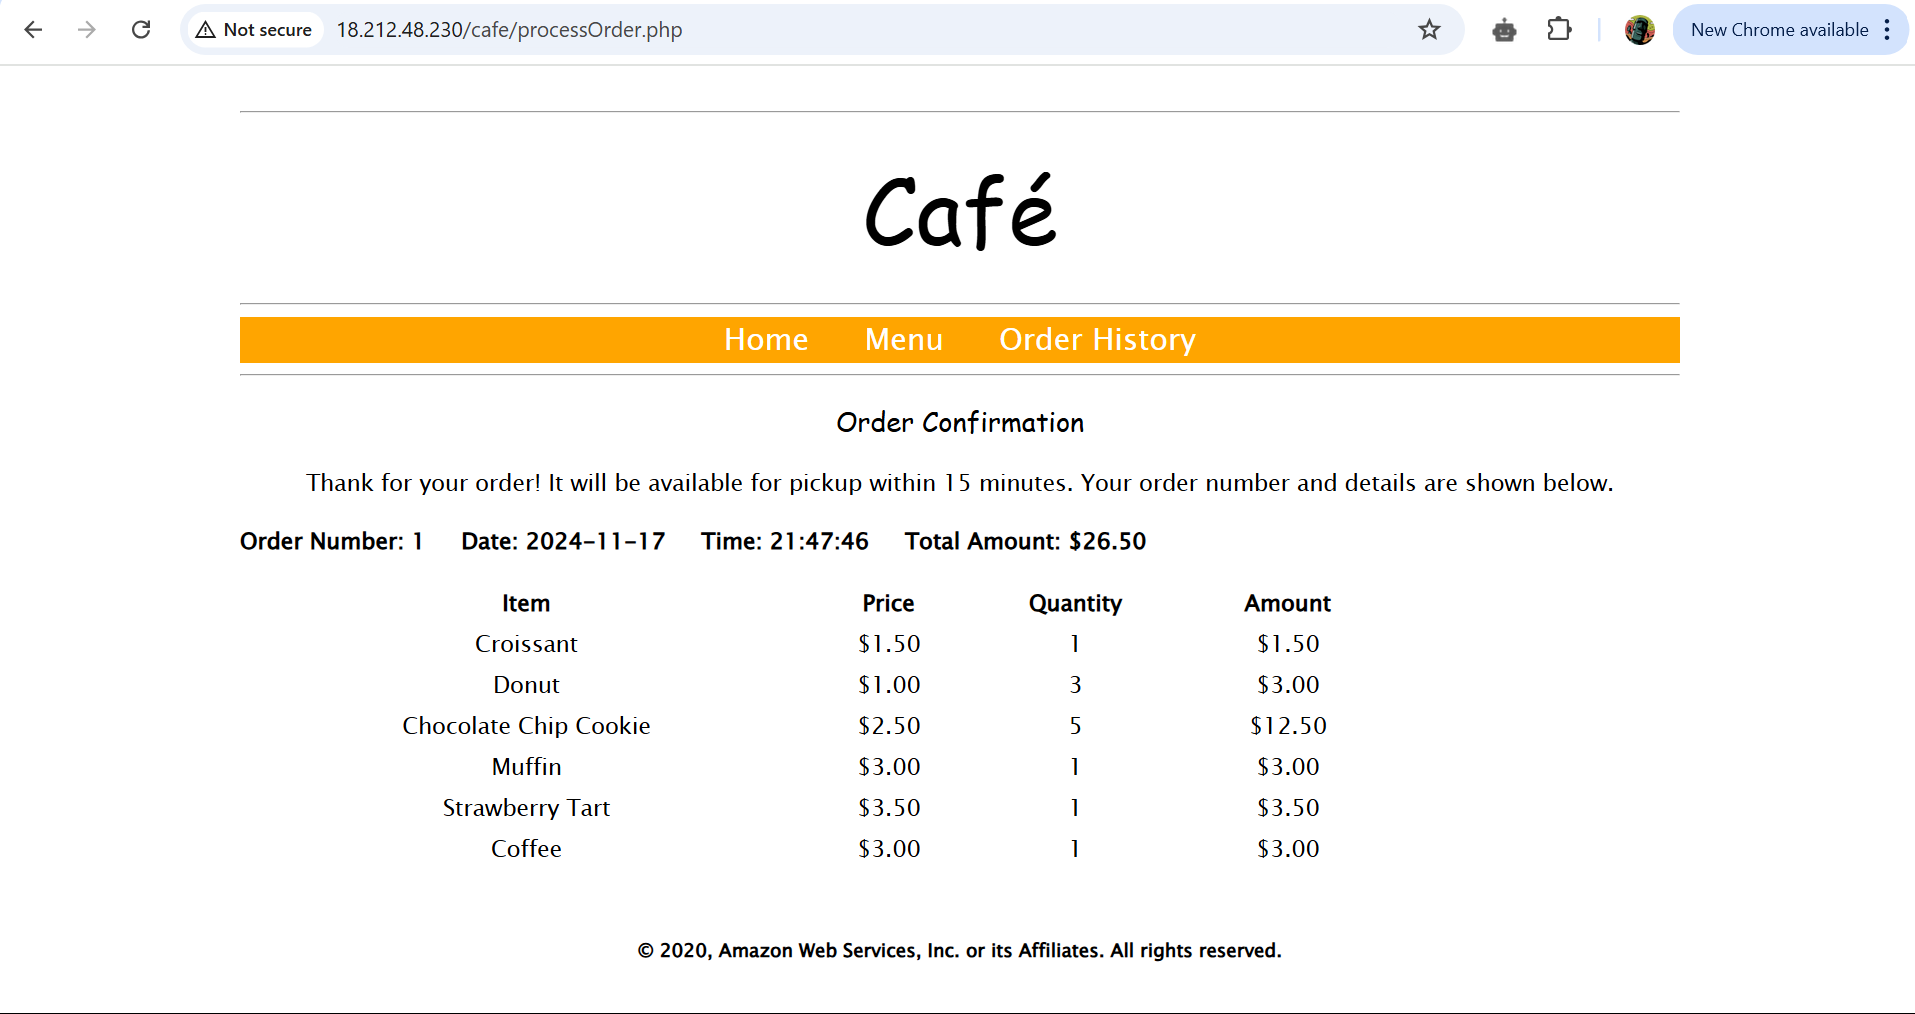 Not secure 18.212.48.230/cafe/processOrder.php New Chrome available
Café
Home Menu Order History
Order Confirmation
Thank for your order! It will be available for pickup within 15 minutes. Your order number and details are shown below.
Order Number: 1 Date: 2024-11-17 Time: 21:47:46 Total Amount: $26.50
Item Price Quantity Amount
Croissant $1.50 1 $1.50
Donut $1.00 3 $3.00
Chocolate Chip Cookie $2.50 5 $12.50
Muffin $3.00 1 $3.00
Strawberry Tart $3.50 1 $3.50
Coffee $3.00 1 $3.00
© 2020, Amazon Web Services, Inc. or its Affiliates. All rights reserved.